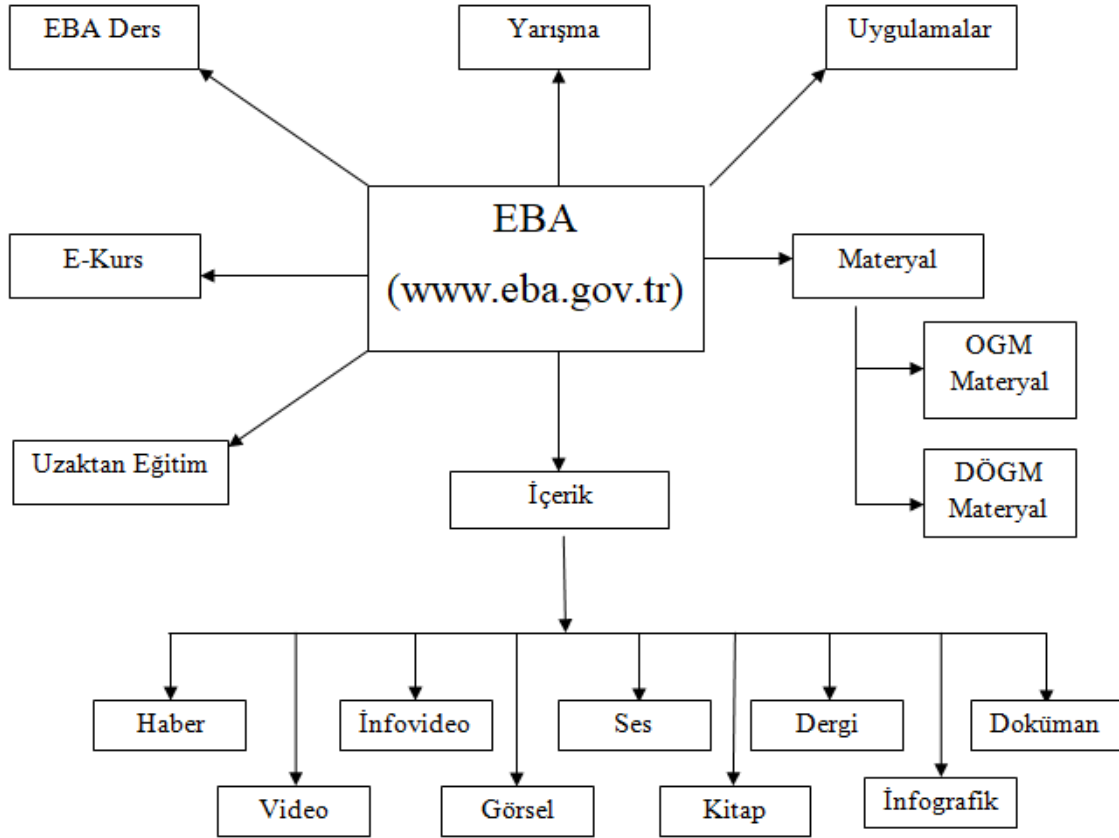 EBA Ders
Yarışma
Uygulamalar
EBA
(www.eba.gov.tr)
E-Kurs
Materyal
OGM
Materyal
DÖGM
Materyal
Uzaktan Eğitim
İçerik
Haber
İnfovideo
Ses
Dergi
Doküman
Video
Görsel
Kitap
İnfografik